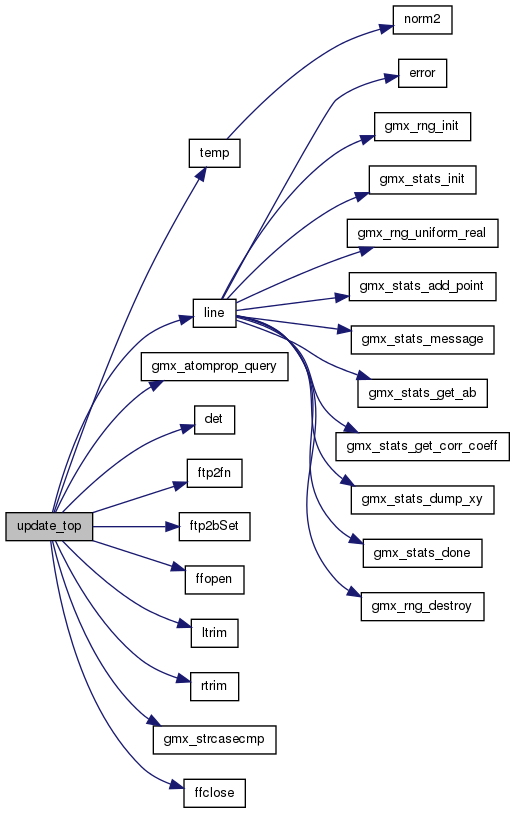 norm2
error
gmx_rng_init
temp
gmx_stats_init
gmx_rng_uniform_real
gmx_stats_add_point
line
gmx_stats_message
gmx_atomprop_query
gmx_stats_get_ab
det
gmx_stats_get_corr_coeff
ftp2fn
gmx_stats_dump_xy
update_top
ftp2bSet
gmx_stats_done
ffopen
gmx_rng_destroy
ltrim
rtrim
gmx_strcasecmp
ffclose